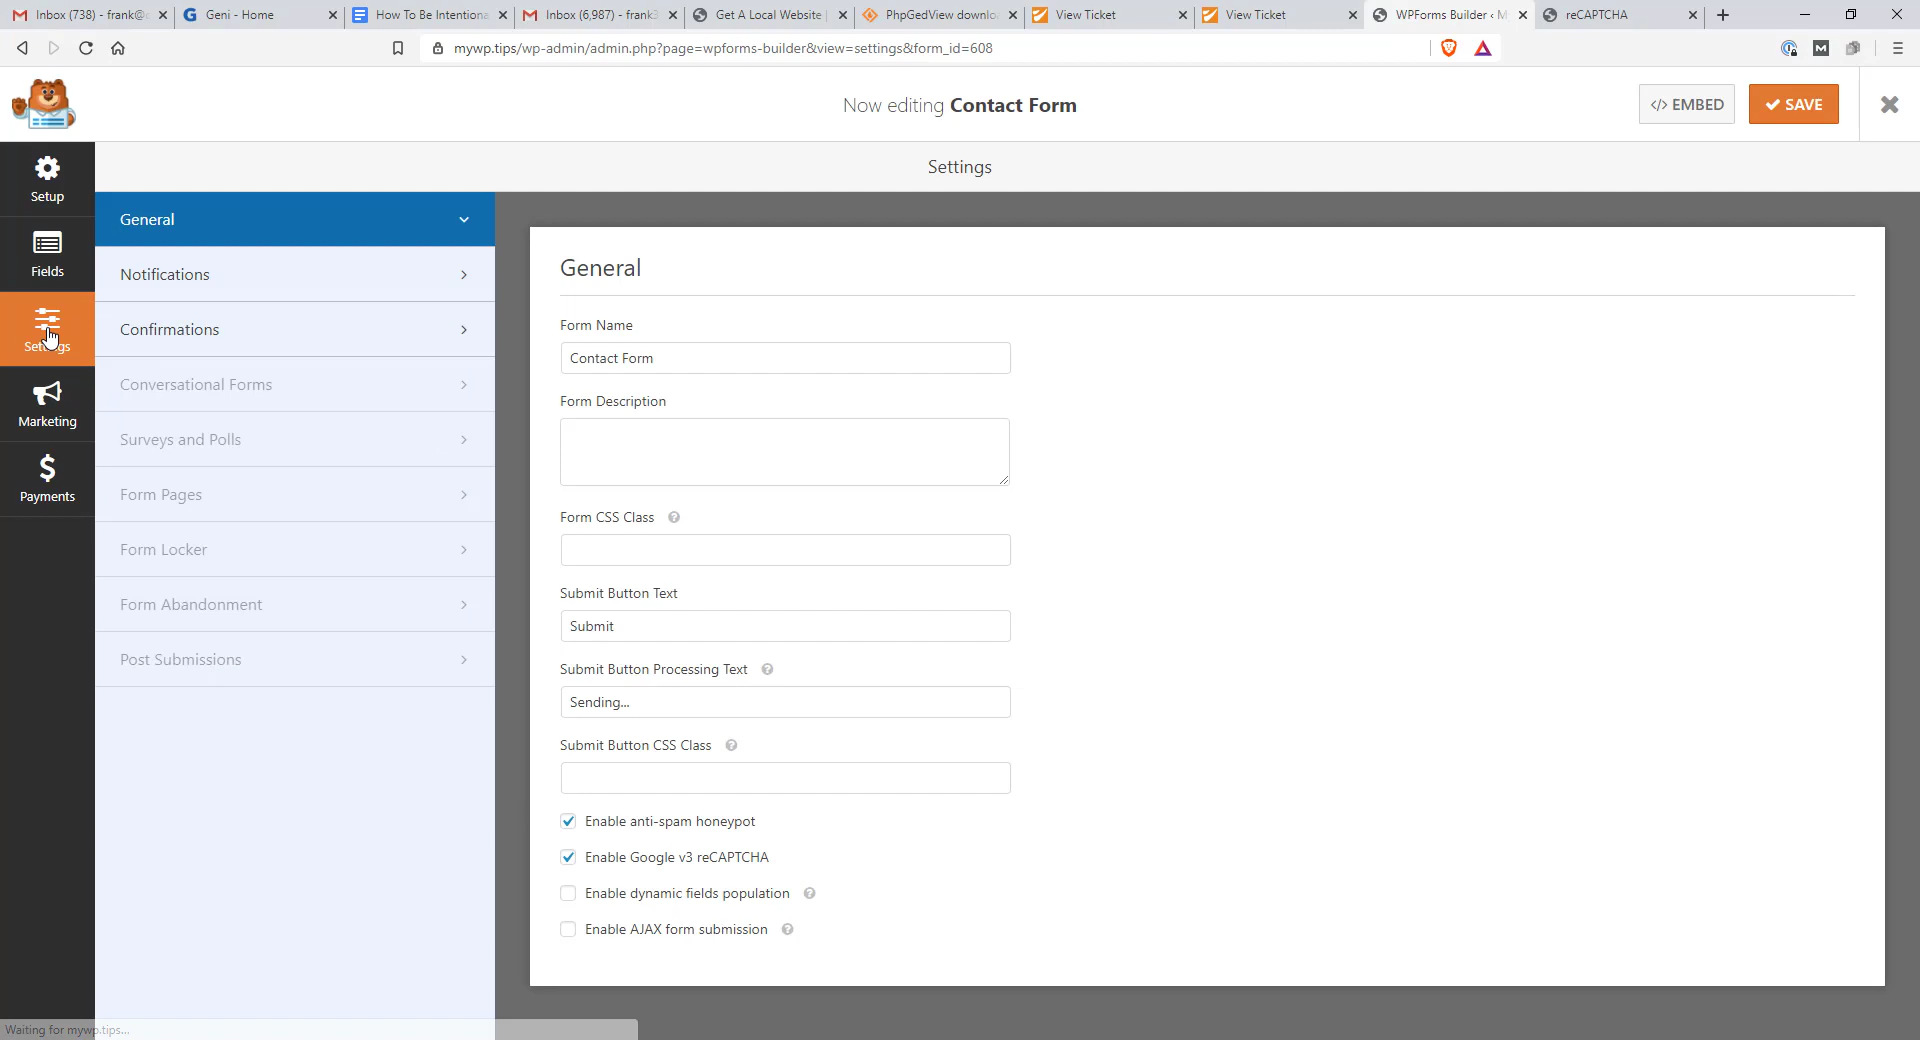 Inbox (738) - frank@
Geni - Home
How To Be Intentiona
Inbox (6,987) - frank
Get A Local Website
PhpGedView downlo
View Ticket
View Ticket
WPForms Builder ‹ M
reCAPTCHA
mywp.tips/wp-admin/admin.php?page=wpforms-builder&view=settings&form_id=608
Now editing Contact Form
</> EMBED
SAVE
Settings
Setup
Fields
Settings
Marketing
Payments
General
Notifications
Confirmations
Conversational Forms
Surveys and Polls
Form Pages
Form Locker
Form Abandonment
Post Submissions
General
Form Name
Contact Form
Form Description
Form CSS Class
Submit Button Text
Submit
Submit Button Processing Text
Sending...
Submit Button CSS Class
Enable anti-spam honeypot
Enable Google v3 reCAPTCHA
Enable dynamic fields population
Enable AJAX form submission
Waiting for mywp.tips...